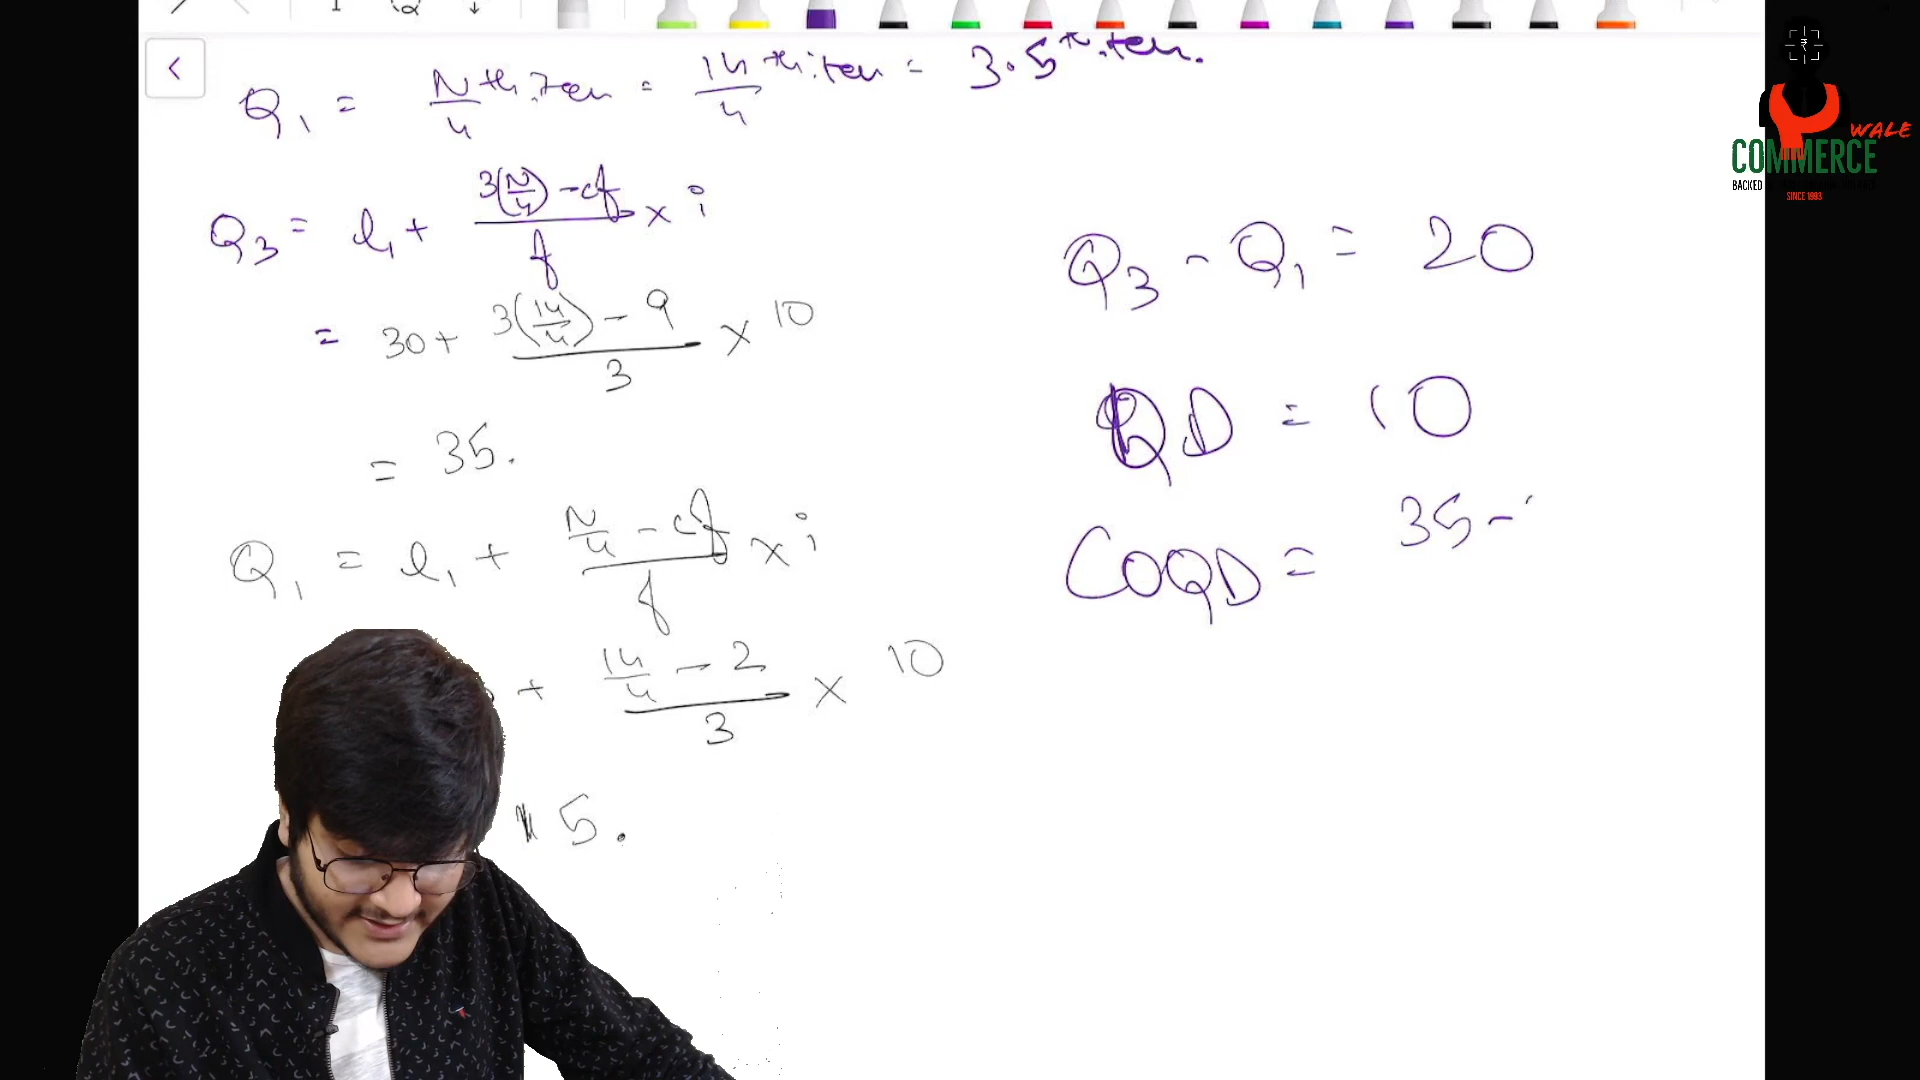 Q₁ = N/4 th item = 14/4 th item = 3.5th item.
Q₃ = l₁ + (3(N/4) - cf)/f × i
= 30 + (3(14/4) - 9)/3 × 10
= 35.
Q₁ = l₁ + (N/4 - cf)/f × i
+ (14/4 - 2)/3 × 10
15.
Q₃ - Q₁ = 20
QD = 10
COQD = 35 -
WALE
COMMERCE
SINCE 1993